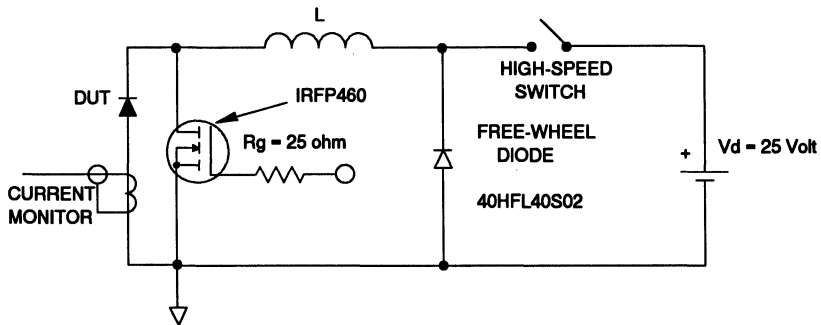 L
HIGH-SPEED
SWITCH
DUT
IRFP460
Rg = 25 ohm
FREE-WHEEL
DIODE
+
Vd = 25 Volt
CURRENT
MONITOR
40HFL40S02